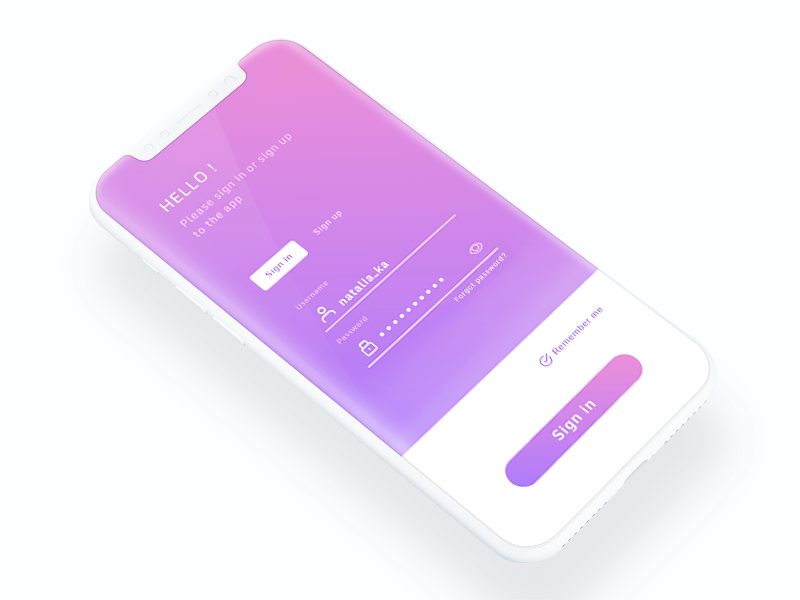 HELLO !
Please sign in or sign up
to the app
Sign in
Sign up
Username
natalia_ka
Password
Forgot password?
Remember me
Sign in